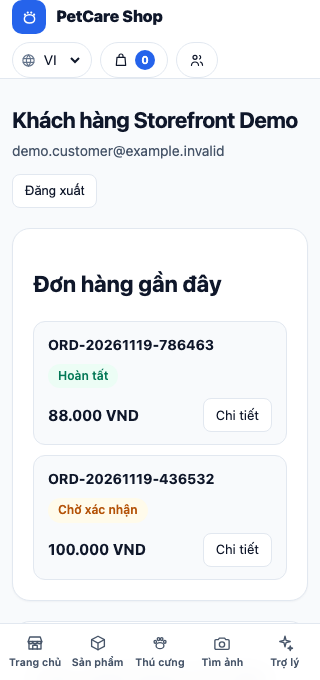 PetCare Shop
VI
0
Khách hàng Storefront Demo
demo.customer@example.invalid
Đăng xuất
Đơn hàng gần đây
ORD-20261119-786463
Hoàn tất
88.000 VND
Chi tiết
ORD-20261119-436532
Chờ xác nhận
100.000 VND
Chi tiết
Trang chủ Sản phẩm Thú cưng Tìm ảnh Trợ lý